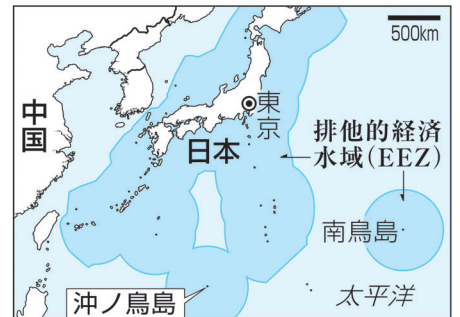 500km
中国
東京
日本
排他的経済
水域(EEZ)
南鳥島
沖ノ鳥島
太平洋